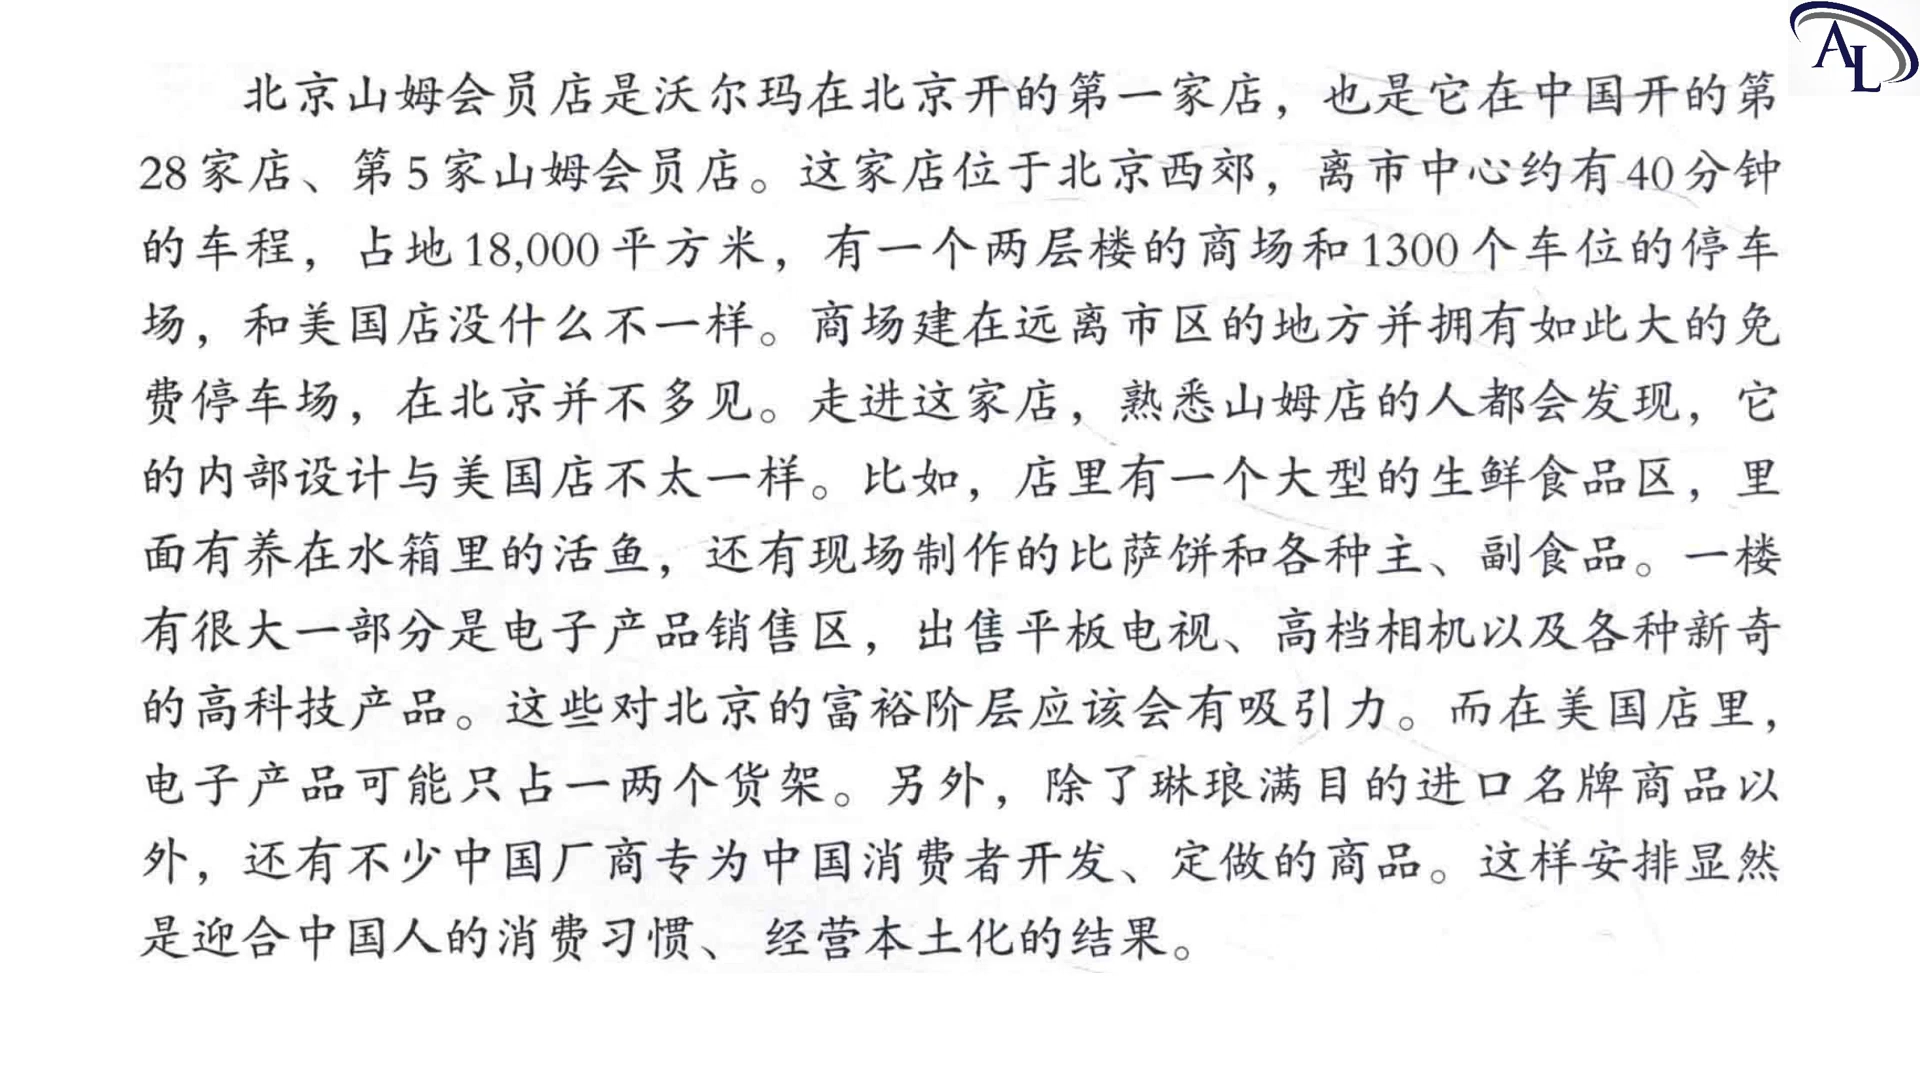 北京山姆会员店是沃尔玛在北京开的第一家店，也是它在中国开的第
28家店、第5家山姆会员店。这家店位于北京西郊，离市中心约有40分钟
的车程，占地18,000平方米，有一个两层楼的商场和1300个车位的停车
场，和美国店没什么不一样。商场建在远离市区的地方并拥有如此大的免
费停车场，在北京并不多见。走进这家店，熟悉山姆店的人都会发现，它
的内部设计与美国店不太一样。比如，店里有一个大型的生鲜食品区，里
面有养在水箱里的活鱼，还有现场制作的比萨饼和各种主、副食品。一楼
有很大一部分是电子产品销售区，出售平板电视、高档相机以及各种新奇
的高科技产品。这些对北京的富裕阶层应该会有吸引力。而在美国店里，
电子产品可能只占一两个货架。另外，除了琳琅满目的进口名牌商品以
外，还有不少中国厂商专为中国消费者开发、定做的商品。这样安排显然
是迎合中国人的消费习惯、 经营本土化的结果。
AL